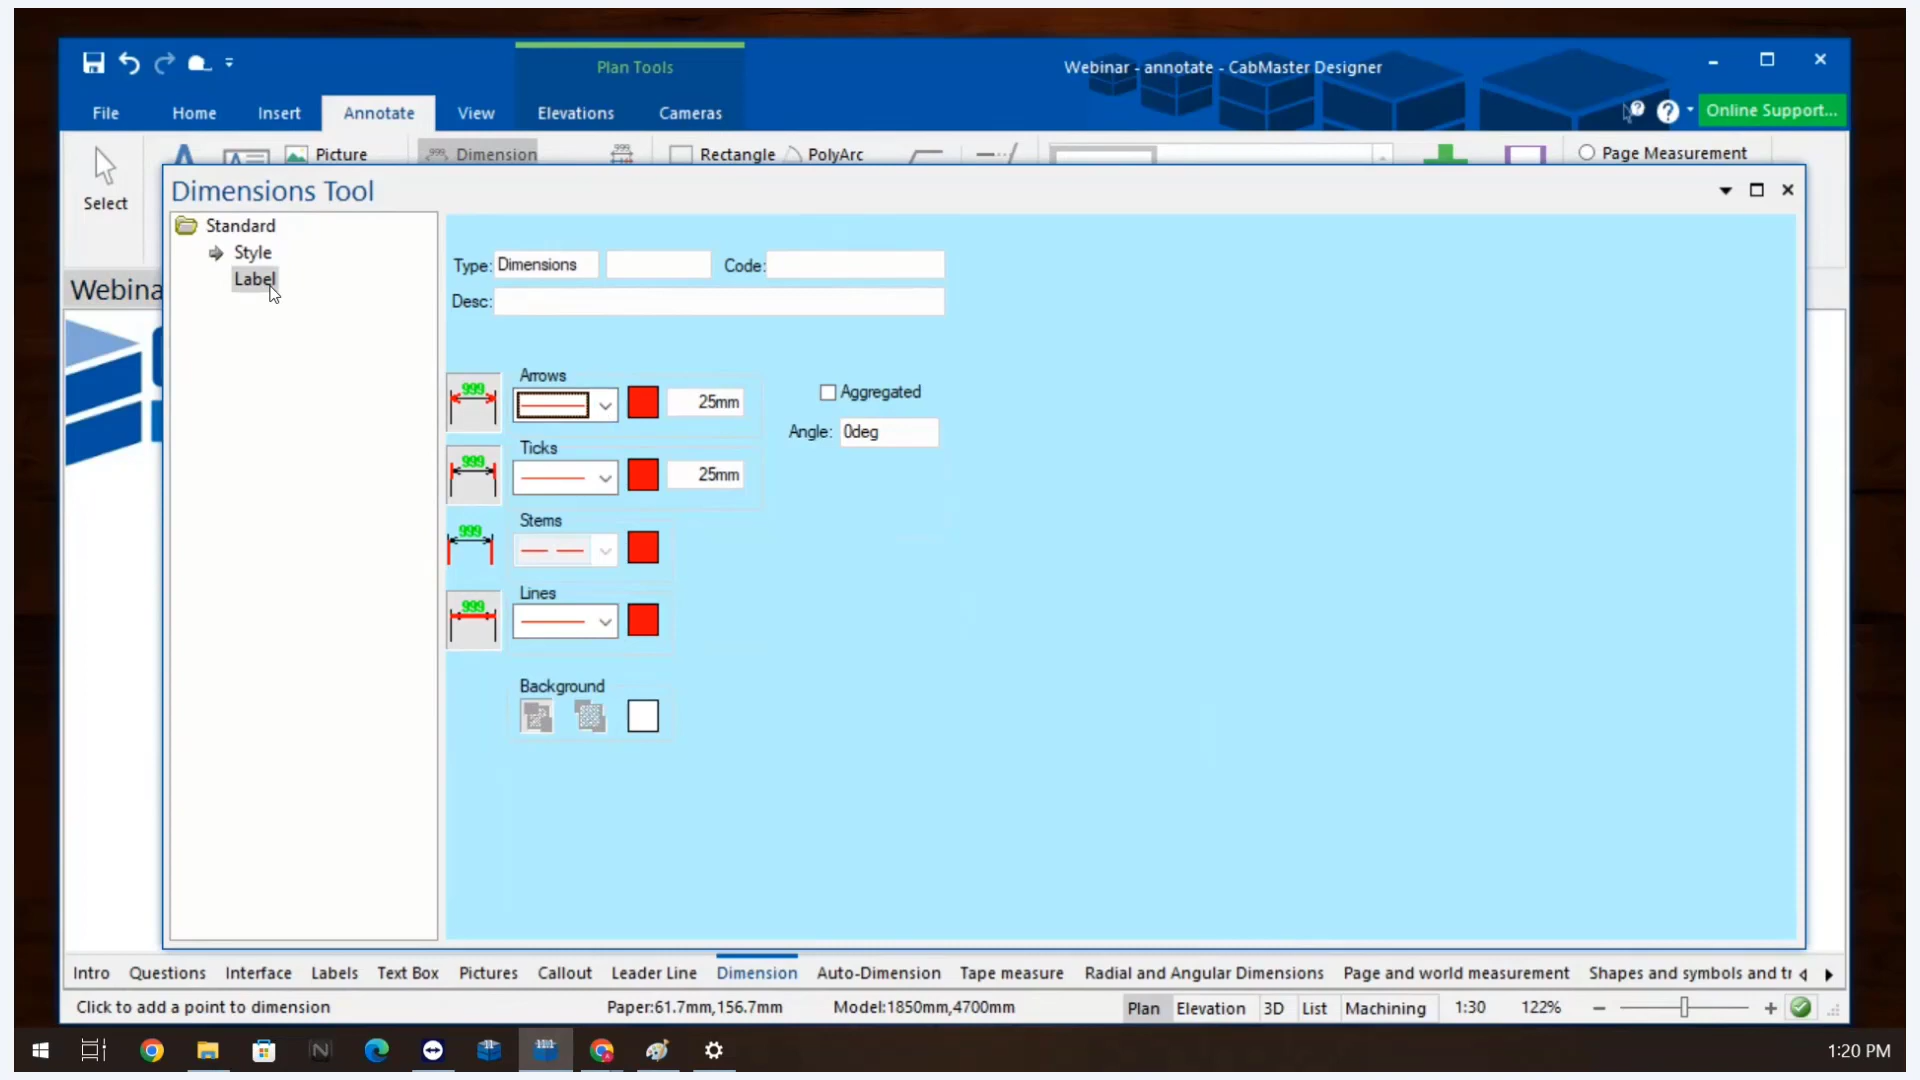 Plan Tools
Webinar - annotate - CabMaster Designer
File Home Insert Annotate View Elevations Cameras
Online Support...
Select
Picture
Dimension
Rectangle
PolyArc
Page Measurement
Dimensions Tool
Standard
Style
Label
Webina
Type: Dimensions Code:
Desc:
Arrows
999
25mm
Aggregated
Angle: 0deg
Ticks
999
25mm
Stems
999
Lines
999
Background
Intro Questions Interface Labels Text Box Pictures Callout Leader Line Dimension Auto-Dimension Tape measure Radial and Angular Dimensions Page and world measurement Shapes and symbols and tr
Click to add a point to dimension Paper:61.7mm,156.7mm Model:1850mm,4700mm Plan Elevation 3D List Machining 1:30 122%
1:20 PM